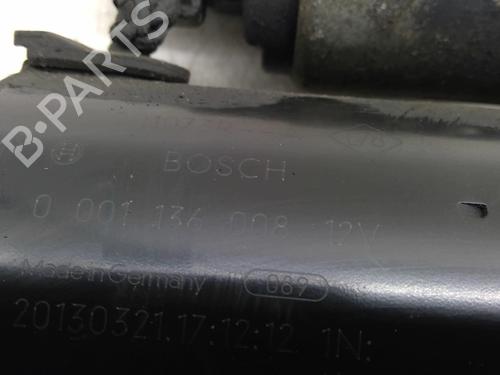 B-PARTS
BOSCH
0 001 136 008 12V
Made in Germany 089
20130321.17:12:12 1N: